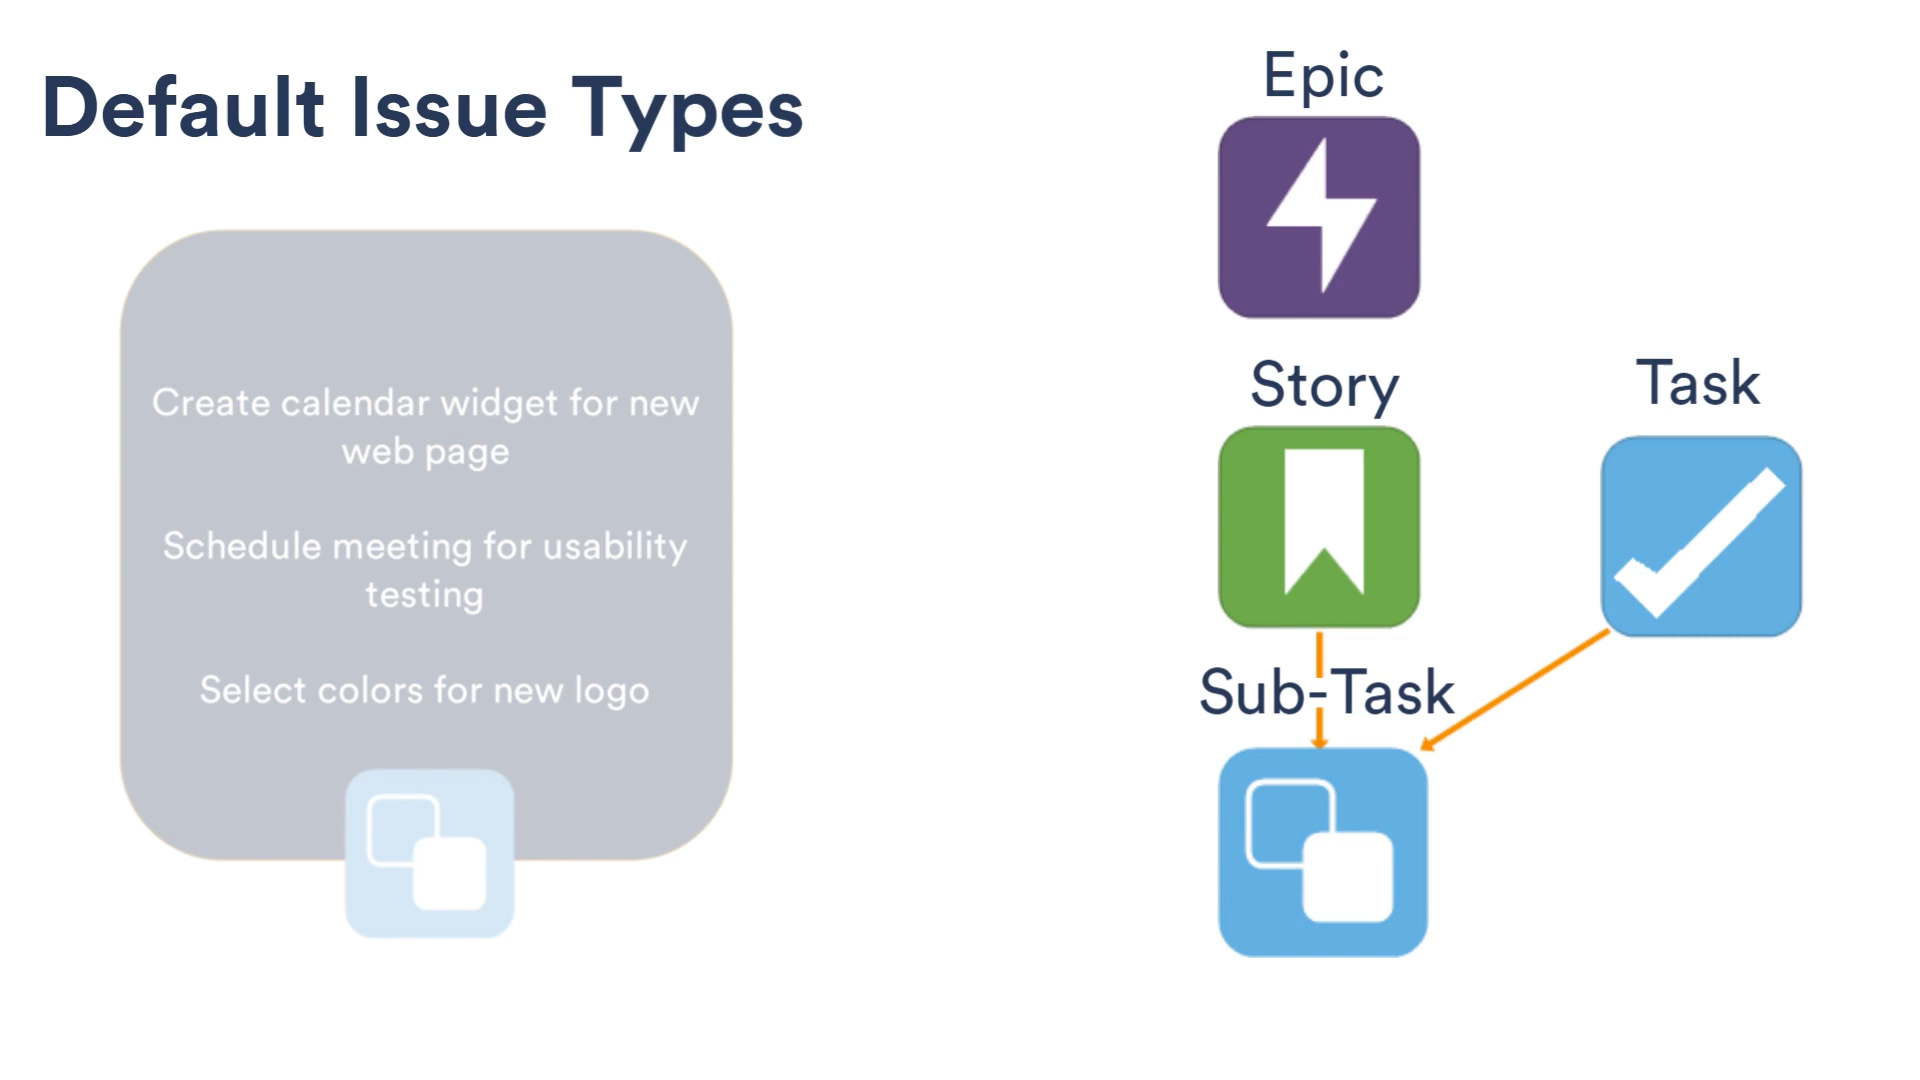 Default Issue Types
Create calendar widget for new
web page
Schedule meeting for usability
testing
Select colors for new logo
Epic
Story
Task
Sub-Task